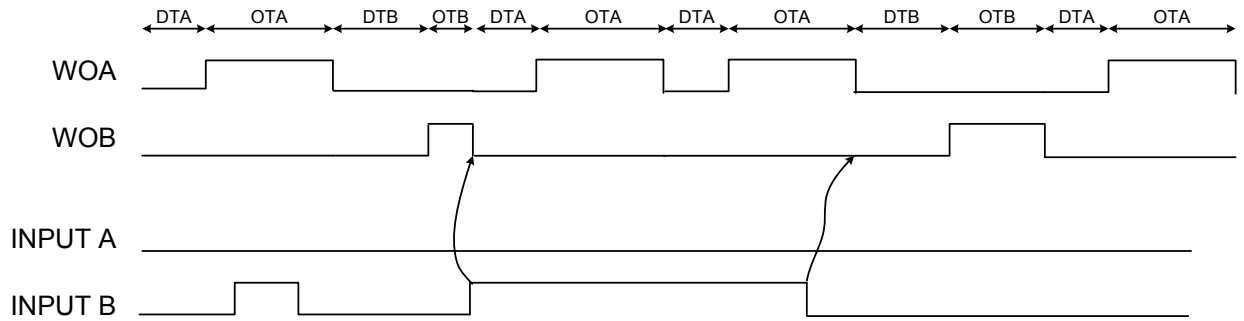 DTA OTA DTB OTB DTA OTA DTA OTA DTB OTB DTA OTA
WOA
WOB
INPUT A
INPUT B